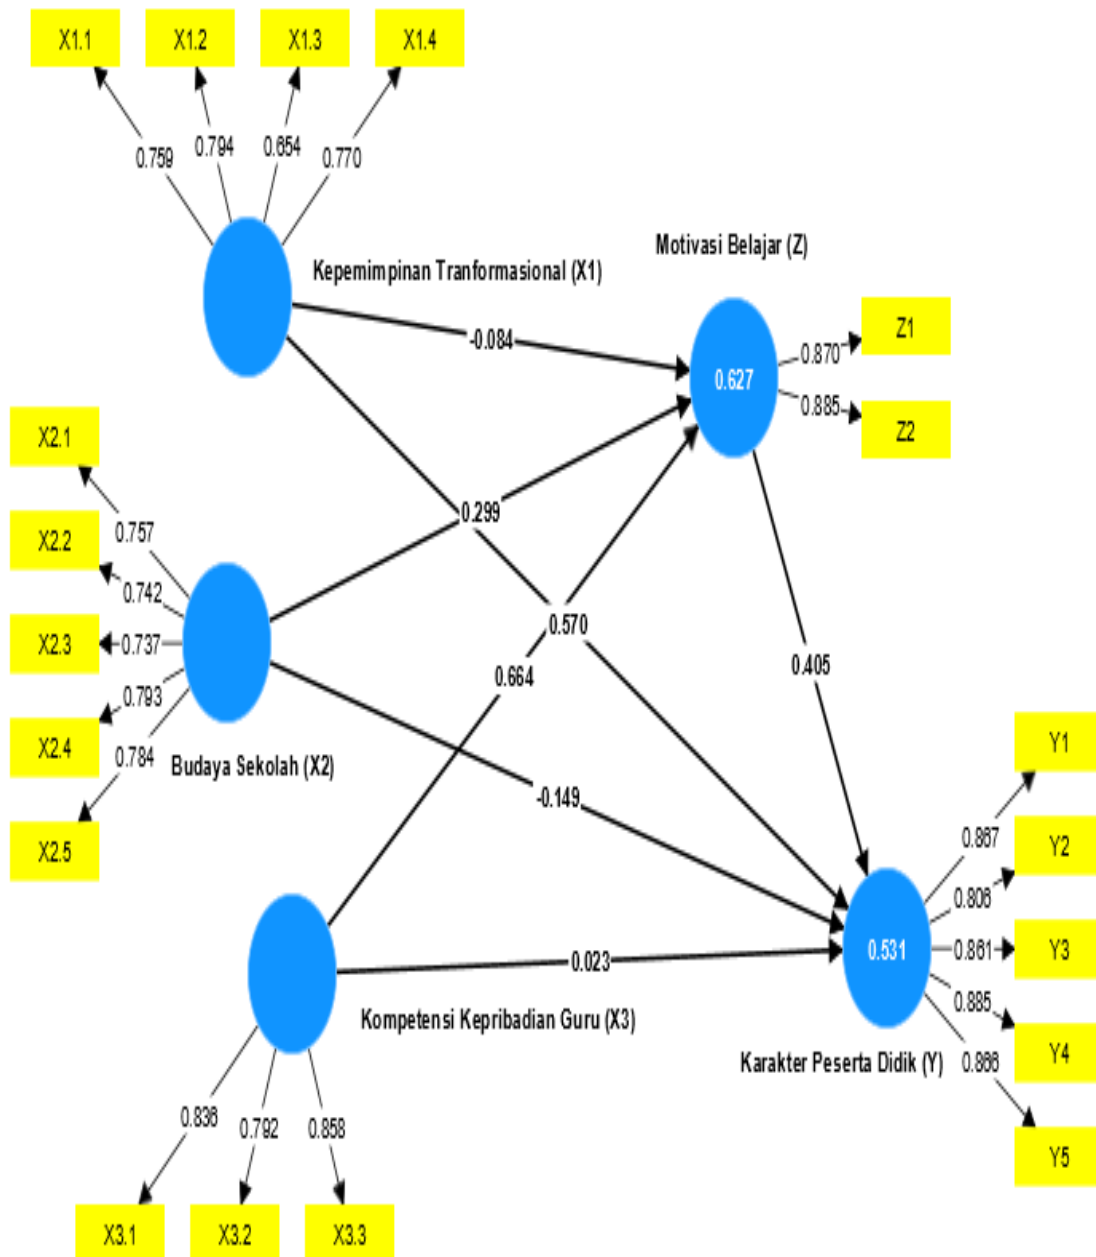 X1.1
X1.2
X1.3
X1.4
0.759
0.794
0.654
0.770
Kepemimpinan Tranformasional (X1)
Motivasi Belajar (Z)
-0.084
0.627
0.870
0.885
Z1
Z2
X2.1
X2.2
X2.3
X2.4
X2.5
0.757
0.742
0.737
0.793
0.784
Budaya Sekolah (X2)
0.299
0.570
0.664
0.405
-0.149
0.023
Kompetensi Kepribadian Guru (X3)
0.531
Karakter Peserta Didik (Y)
0.867
0.806
0.861
0.885
0.866
Y1
Y2
Y3
Y4
Y5
0.836
0.792
0.858
X3.1
X3.2
X3.3